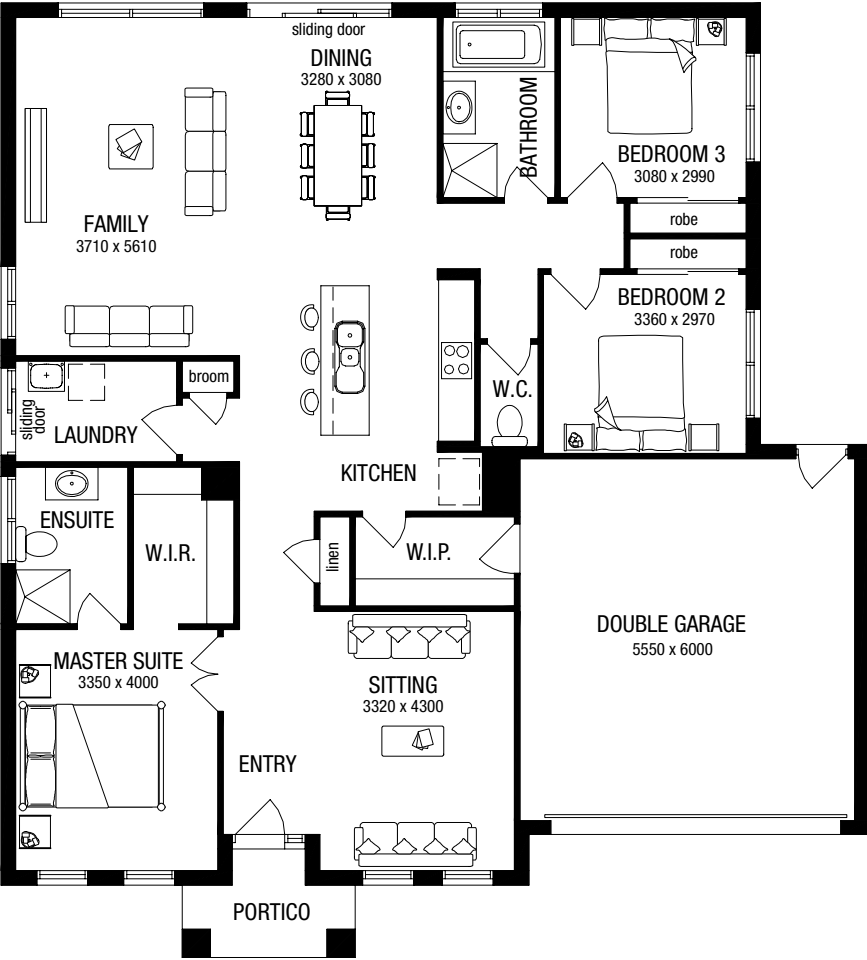 sliding door
DINING
3280 x 3080
BATHROOM
BEDROOM 3
3080 x 2990
robe
FAMILY
3710 x 5610
robe
BEDROOM 2
3360 x 2970
broom
W.C.
sliding
door
LAUNDRY
KITCHEN
ENSUITE
W.I.R.
linen
W.I.P.
DOUBLE GARAGE
5550 x 6000
MASTER SUITE
3350 x 4000
SITTING
3320 x 4300
ENTRY
PORTICO